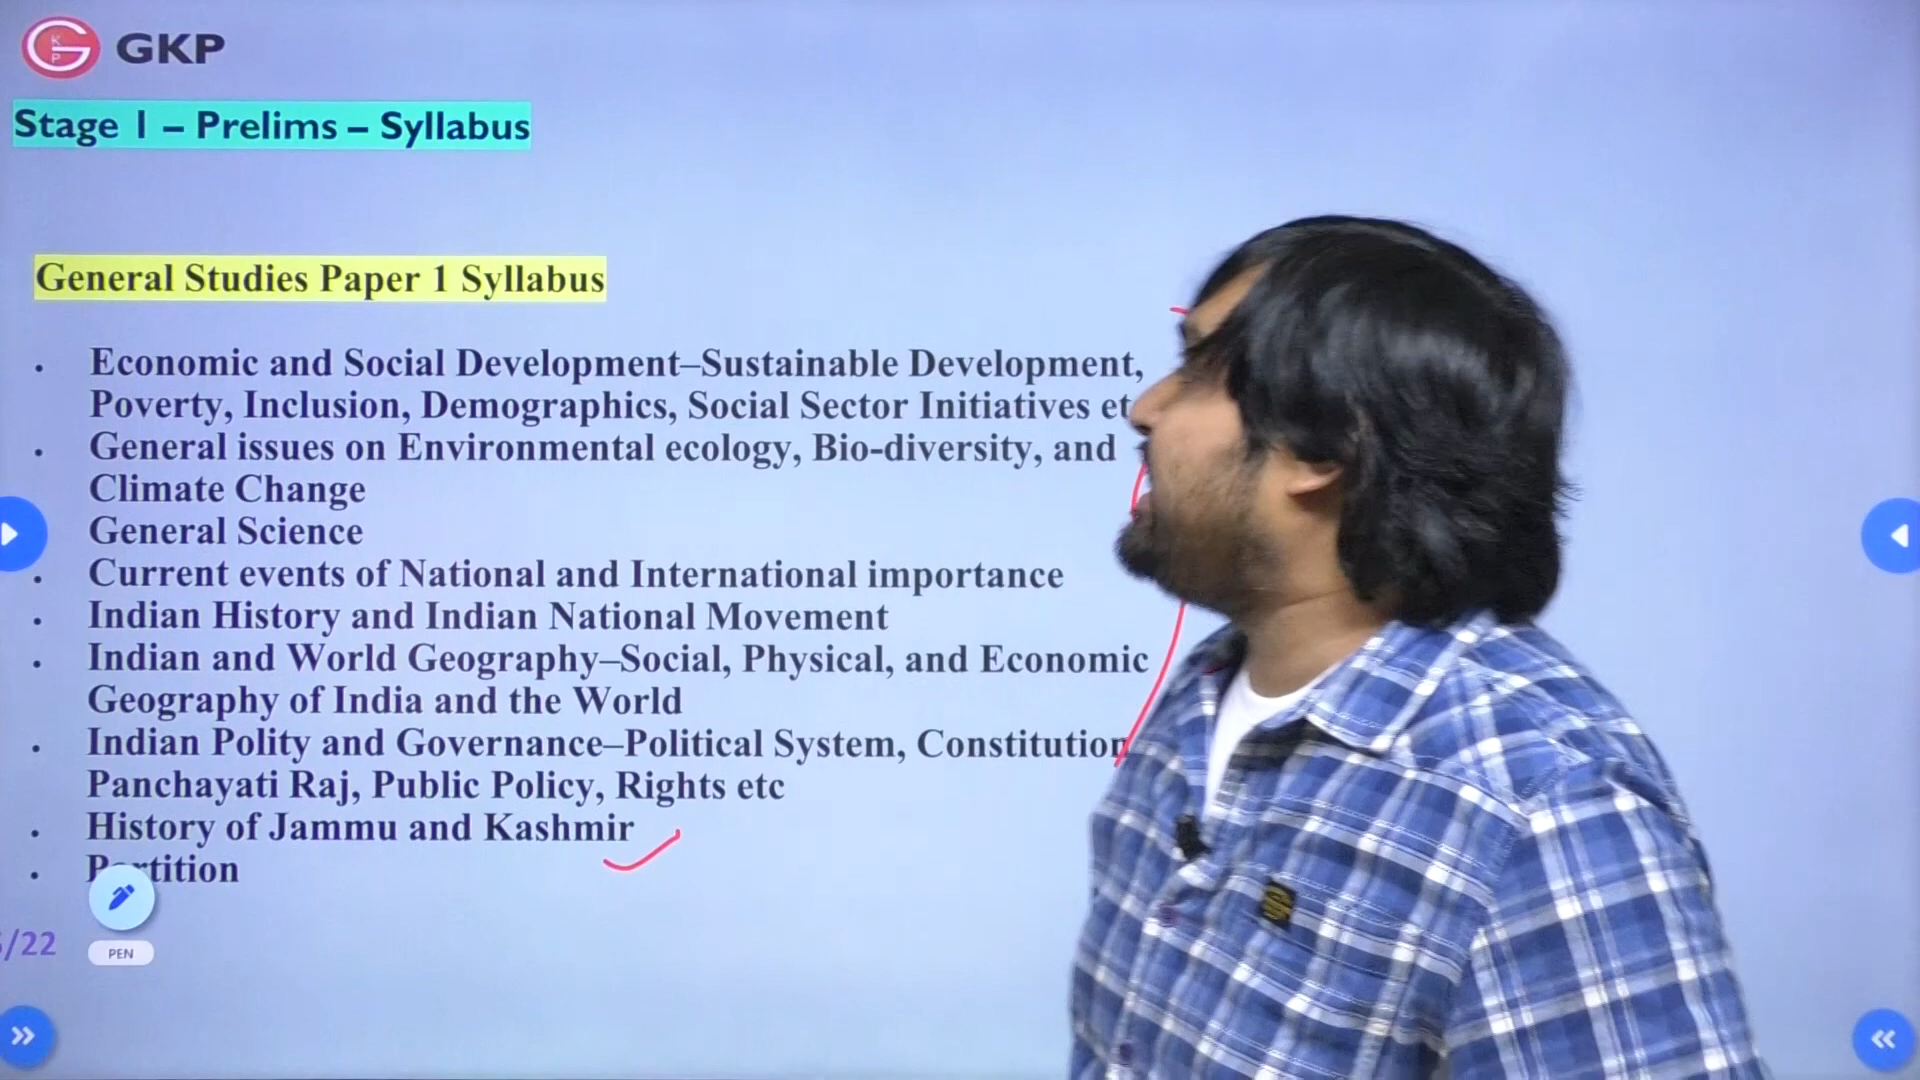 GKP
Stage 1 – Prelims – Syllabus
General Studies Paper 1 Syllabus
Economic and Social Development–Sustainable Development,
Poverty, Inclusion, Demographics, Social Sector Initiatives
General issues on Environmental ecology, Bio-diversity, and
Climate Change
General Science
Current events of National and International importance
Indian History and Indian National Movement
Indian and World Geography–Social, Physical, and Economic
Geography of India and the World
Indian Polity and Governance–Political System, Constitution
Panchayati Raj, Public Policy, Rights etc
History of Jammu and Kashmir
/22
PEN